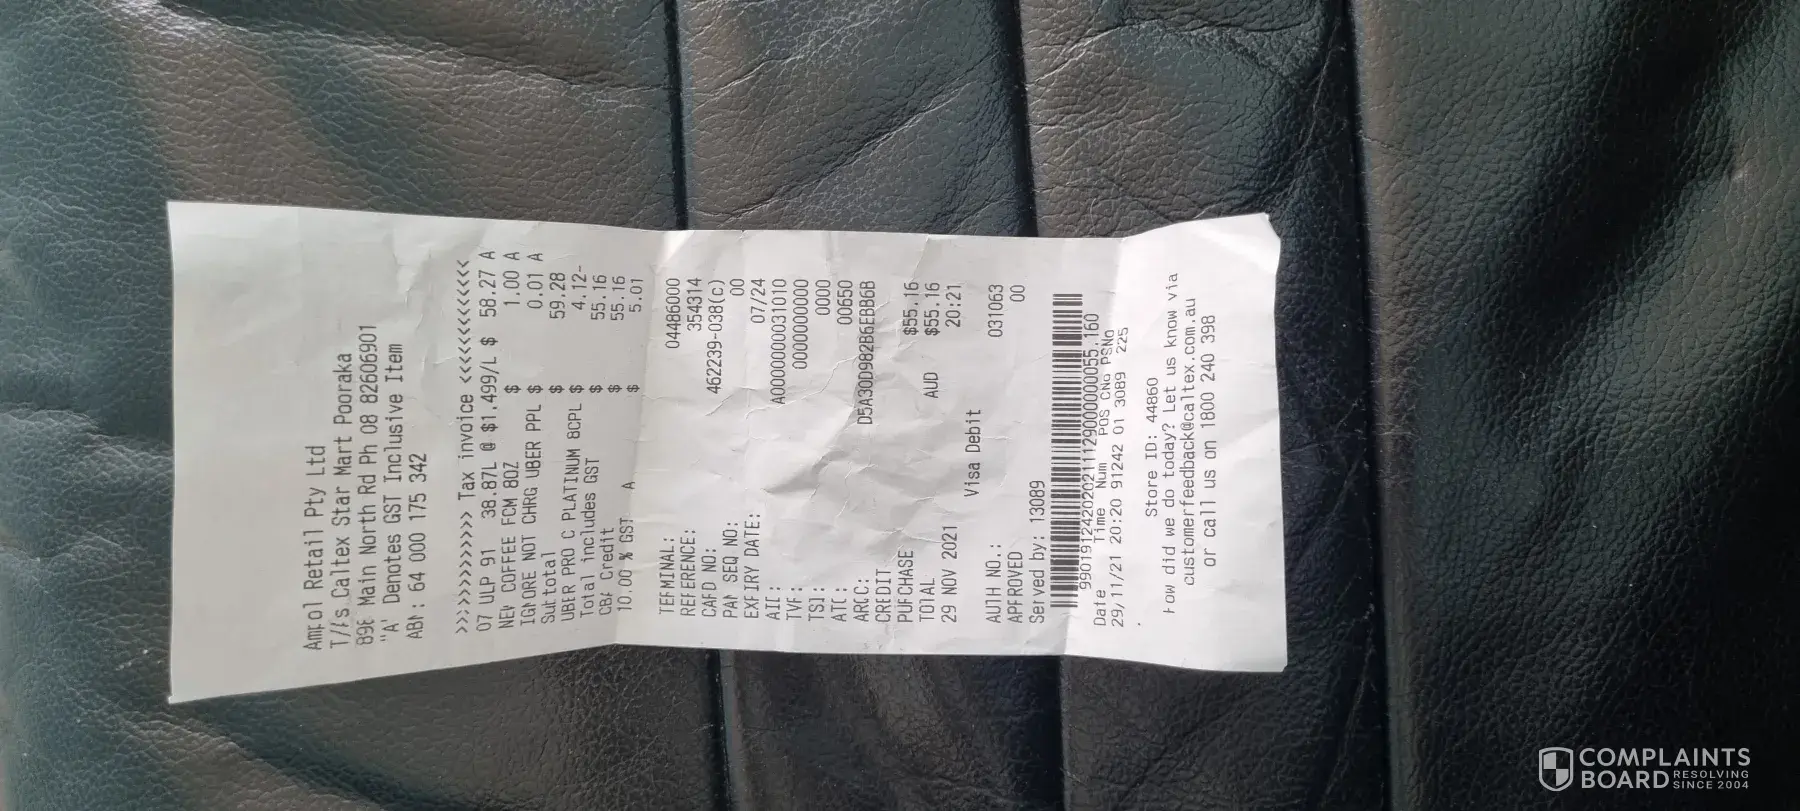 Ampol Retail Pty Ltd
T/As Caltex Star Mart Pooraka
896 Main North Rd Ph 08 82606901
"A" Denotes GST Inclusive Item
ABN: 64 000 175 342
>>>>>>>>>>> Tax invoice <<<<<<<<<<<
07 ULP 91 38.87L @ $1.499/L $ 58.27 A
NEW COFFEE FCM 8OZ $ 1.00 A
IGNORE NOT CHRG UBER PPL $ 0.01 A
Subtotal $ 59.28
UBER PRO C PLATINUM 8CPL $ 4.12-
Total includes GST $ 55.16
CBA Credit $ 55.16
10.00 % GST A $ 5.01
TERMINAL: 04486000
REFERENCE: 354314
CARD NO: 462239-038(c)
PAN SEQ NO: 00
EXPIRY DATE: 07/24
AID: A0000000031010
TVR: 0000000000
TSI: 0000
ATC: 00650
ARQC: D5A30D982B6EBB6B
CREDIT
PURCHASE $55.16
TOTAL AUD $55.16
29 NOV 2021 20:21
Visa Debit
AUTH NO.: 031063
APPROVED 00
Served by: 13089
9901912420202111290000000055.160
Date Time Num POS CNo PSNo
29/11/21 20:20 91242 01 3089 225
Store ID: 44860
How did we do today? Let us know via
customerfeedback@caltex.com.au
or call us on 1800 240 398
COMPLAINTS
BOARD RESOLVING SINCE 2004